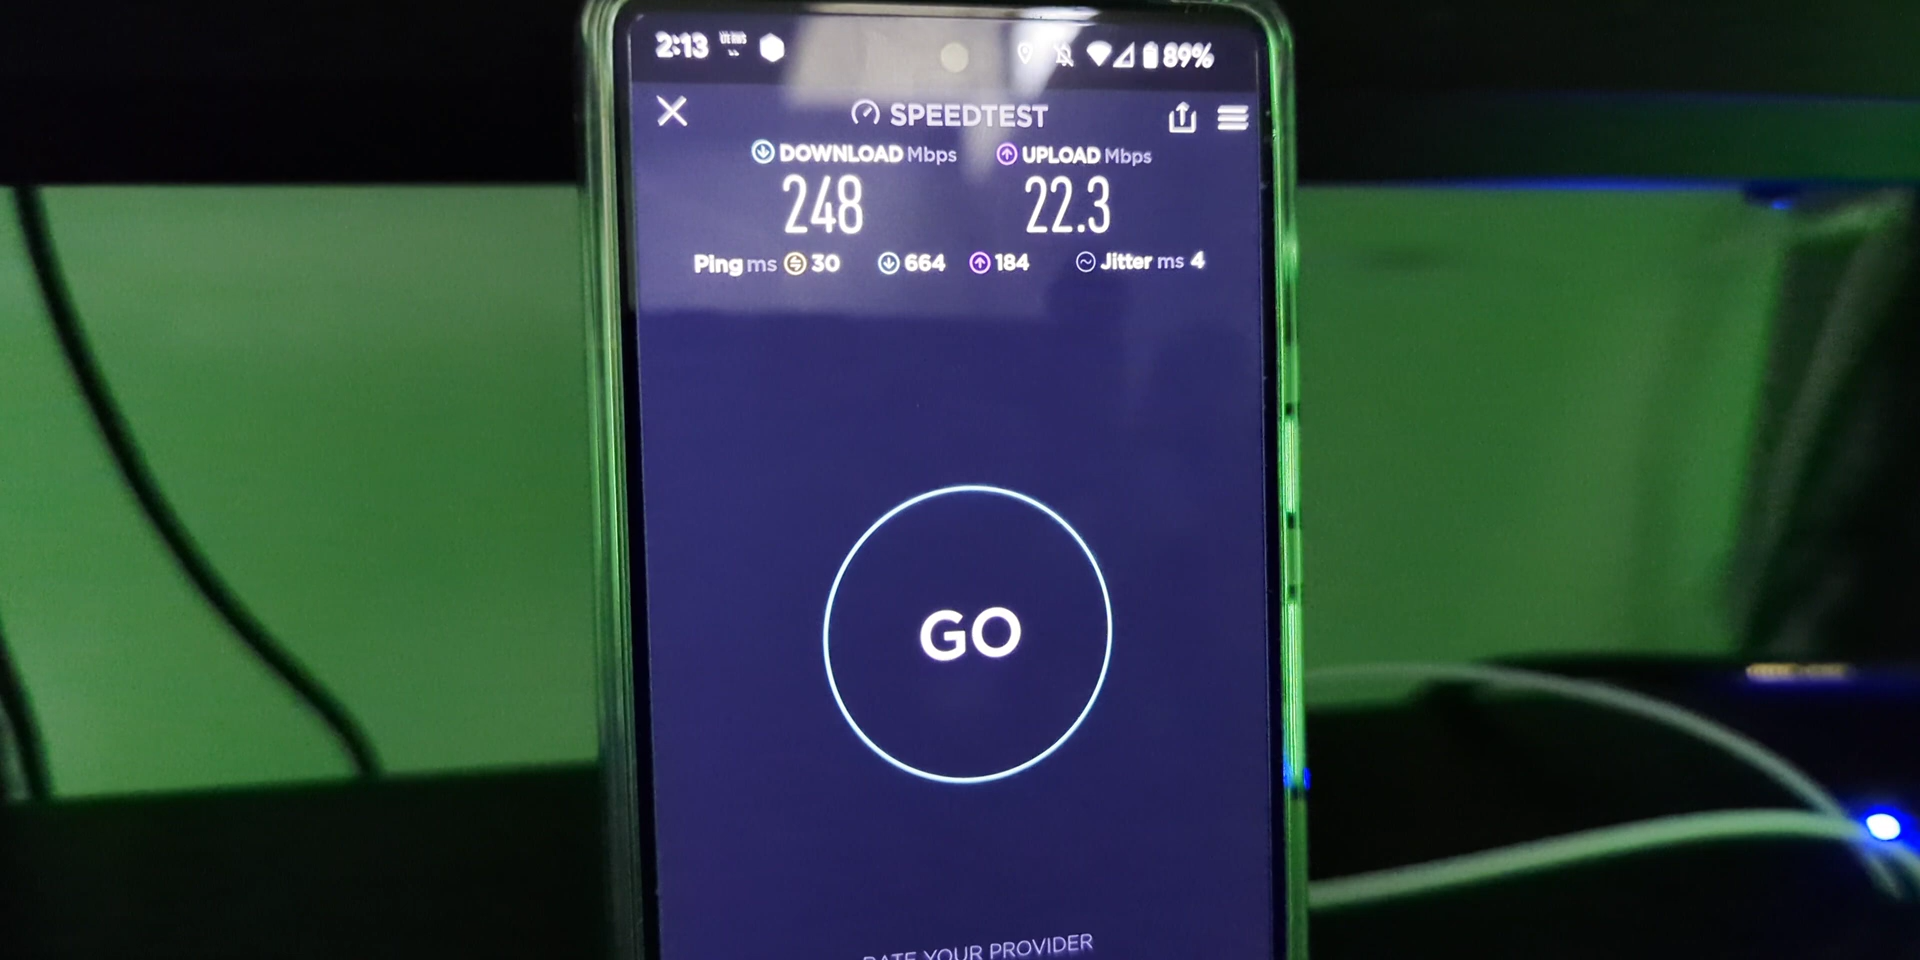 2:13 89%
SPEEDTEST
DOWNLOAD Mbps UPLOAD Mbps
248 22.3
Ping ms 30 664 184 Jitter ms 4
GO
RATE YOUR PROVIDER